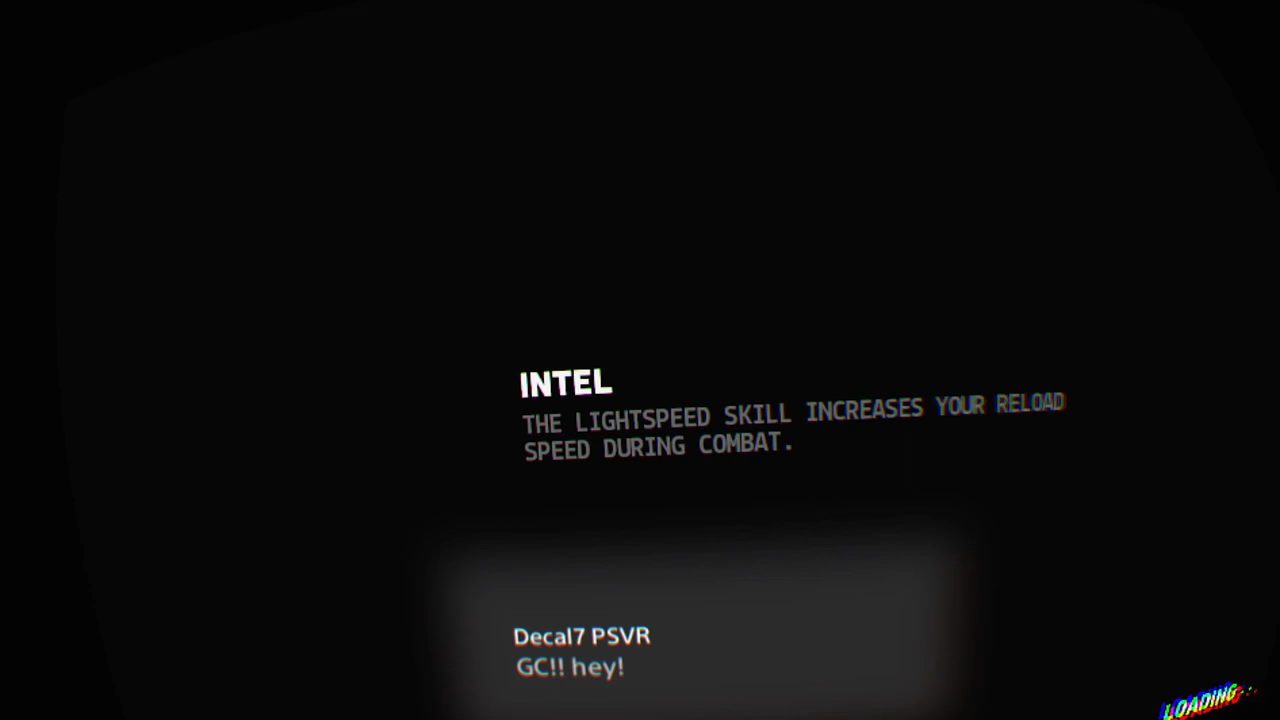 INTEL
THE LIGHTSPEED SKILL INCREASES YOUR RELOAD
SPEED DURING COMBAT.
Decal7 PSVR
GC!! hey!
LOADING...